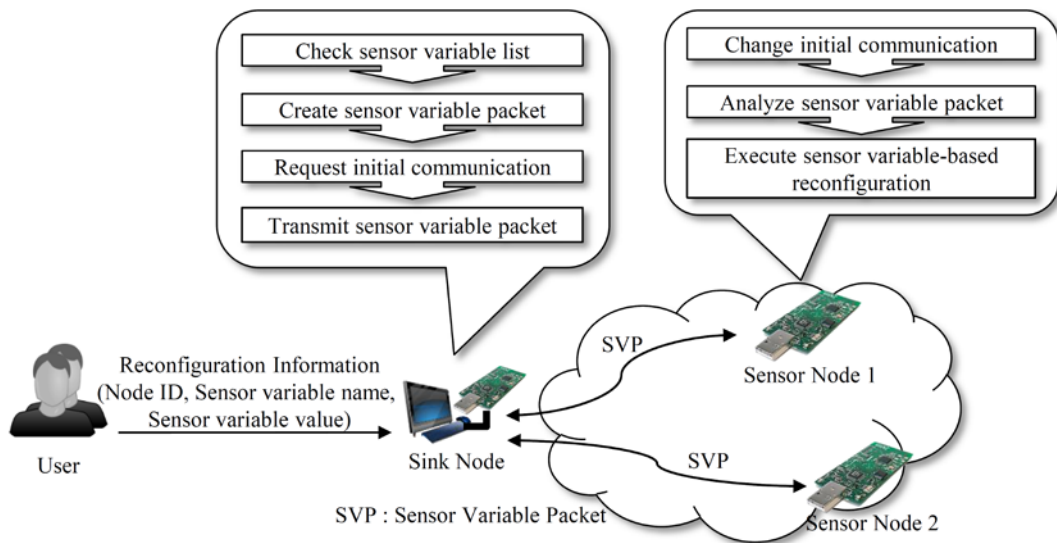 Check sensor variable list
Create sensor variable packet
Request initial communication
Transmit sensor variable packet
Change initial communication
Analyze sensor variable packet
Execute sensor variable-based
reconfiguration
Reconfiguration Information
(Node ID, Sensor variable name,
Sensor variable value)
User
Sink Node
SVP
Sensor Node 1
SVP
Sensor Node 2
SVP : Sensor Variable Packet